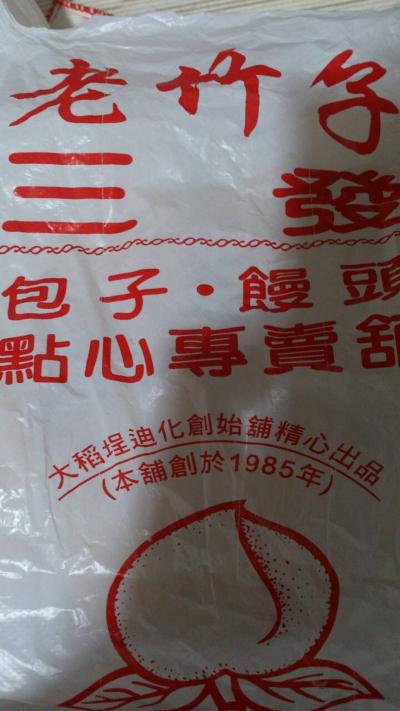 老竹子
三發
包子·饅頭
點心專賣舖
大稻埕迪化創始舖精心出品
(本舖創於1985年)